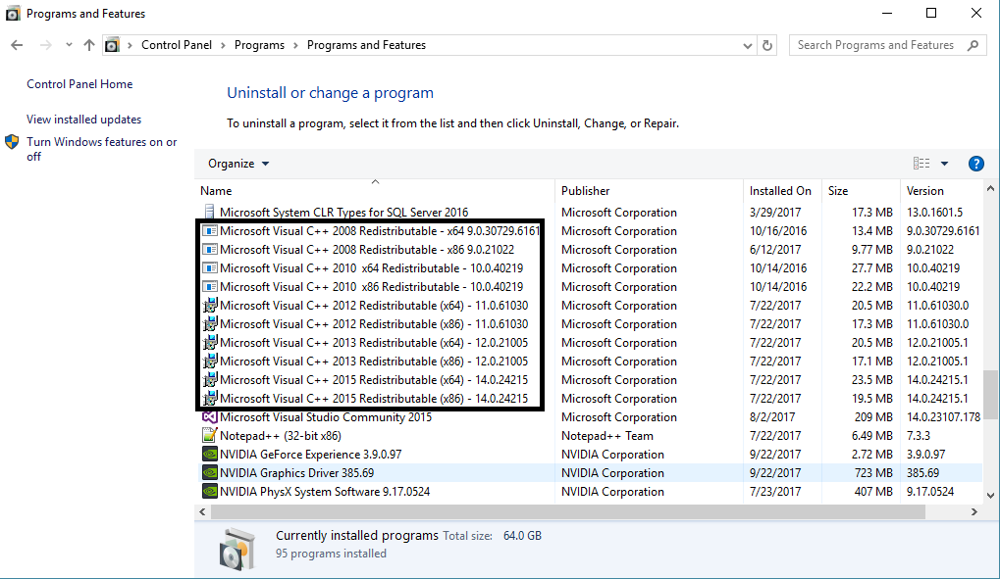 Programs and Features
Control Panel > Programs > Programs and Features
Search Programs and Features
Control Panel Home
View installed updates
Turn Windows features on or
off
Uninstall or change a program
To uninstall a program, select it from the list and then click Uninstall, Change, or Repair.
Organize
Name Publisher Installed On Size Version
Microsoft System CLR Types for SQL Server 2016 Microsoft Corporation 3/29/2017 17.3 MB 13.0.1601.5
Microsoft Visual C++ 2008 Redistributable - x64 9.0.30729.6161 Microsoft Corporation 10/16/2016 13.4 MB 9.0.30729.6161
Microsoft Visual C++ 2008 Redistributable - x86 9.0.21022 Microsoft Corporation 6/12/2017 9.77 MB 9.0.21022
Microsoft Visual C++ 2010 x64 Redistributable - 10.0.40219 Microsoft Corporation 10/14/2016 27.7 MB 10.0.40219
Microsoft Visual C++ 2010 x86 Redistributable - 10.0.40219 Microsoft Corporation 10/14/2016 22.2 MB 10.0.40219
Microsoft Visual C++ 2012 Redistributable (x64) - 11.0.61030 Microsoft Corporation 7/22/2017 20.5 MB 11.0.61030.0
Microsoft Visual C++ 2012 Redistributable (x86) - 11.0.61030 Microsoft Corporation 7/22/2017 17.3 MB 11.0.61030.0
Microsoft Visual C++ 2013 Redistributable (x64) - 12.0.21005 Microsoft Corporation 7/22/2017 20.5 MB 12.0.21005.1
Microsoft Visual C++ 2013 Redistributable (x86) - 12.0.21005 Microsoft Corporation 7/22/2017 17.1 MB 12.0.21005.1
Microsoft Visual C++ 2015 Redistributable (x64) - 14.0.24215 Microsoft Corporation 7/22/2017 23.5 MB 14.0.24215.1
Microsoft Visual C++ 2015 Redistributable (x86) - 14.0.24215 Microsoft Corporation 7/22/2017 19.5 MB 14.0.24215.1
Microsoft Visual Studio Community 2015 Microsoft Corporation 8/2/2017 209 MB 14.0.23107.178
Notepad++ (32-bit x86) Notepad++ Team 7/22/2017 6.49 MB 7.3.3
NVIDIA GeForce Experience 3.9.0.97 NVIDIA Corporation 9/22/2017 2.72 MB 3.9.0.97
NVIDIA Graphics Driver 385.69 NVIDIA Corporation 9/22/2017 723 MB 385.69
NVIDIA PhysX System Software 9.17.0524 NVIDIA Corporation 7/23/2017 407 MB 9.17.0524
Currently installed programs Total size: 64.0 GB
95 programs installed